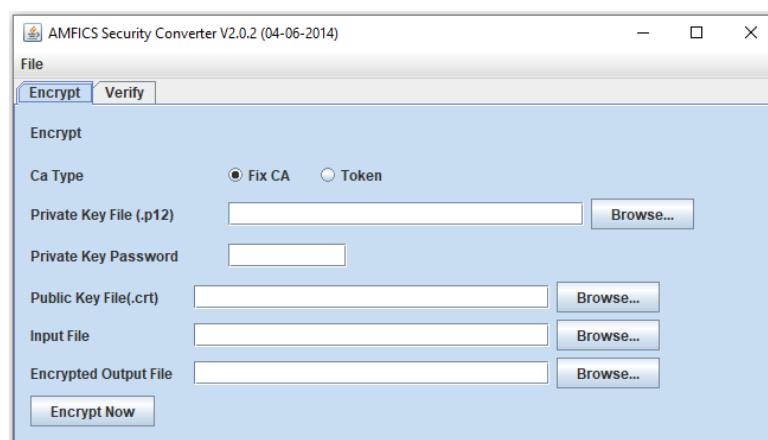 AMFICS Security Converter V2.0.2 (04-06-2014)
File
Encrypt Verify
Encrypt
Ca Type Fix CA Token
Private Key File (.p12) Browse...
Private Key Password
Public Key File(.crt) Browse...
Input File Browse...
Encrypted Output File Browse...
Encrypt Now